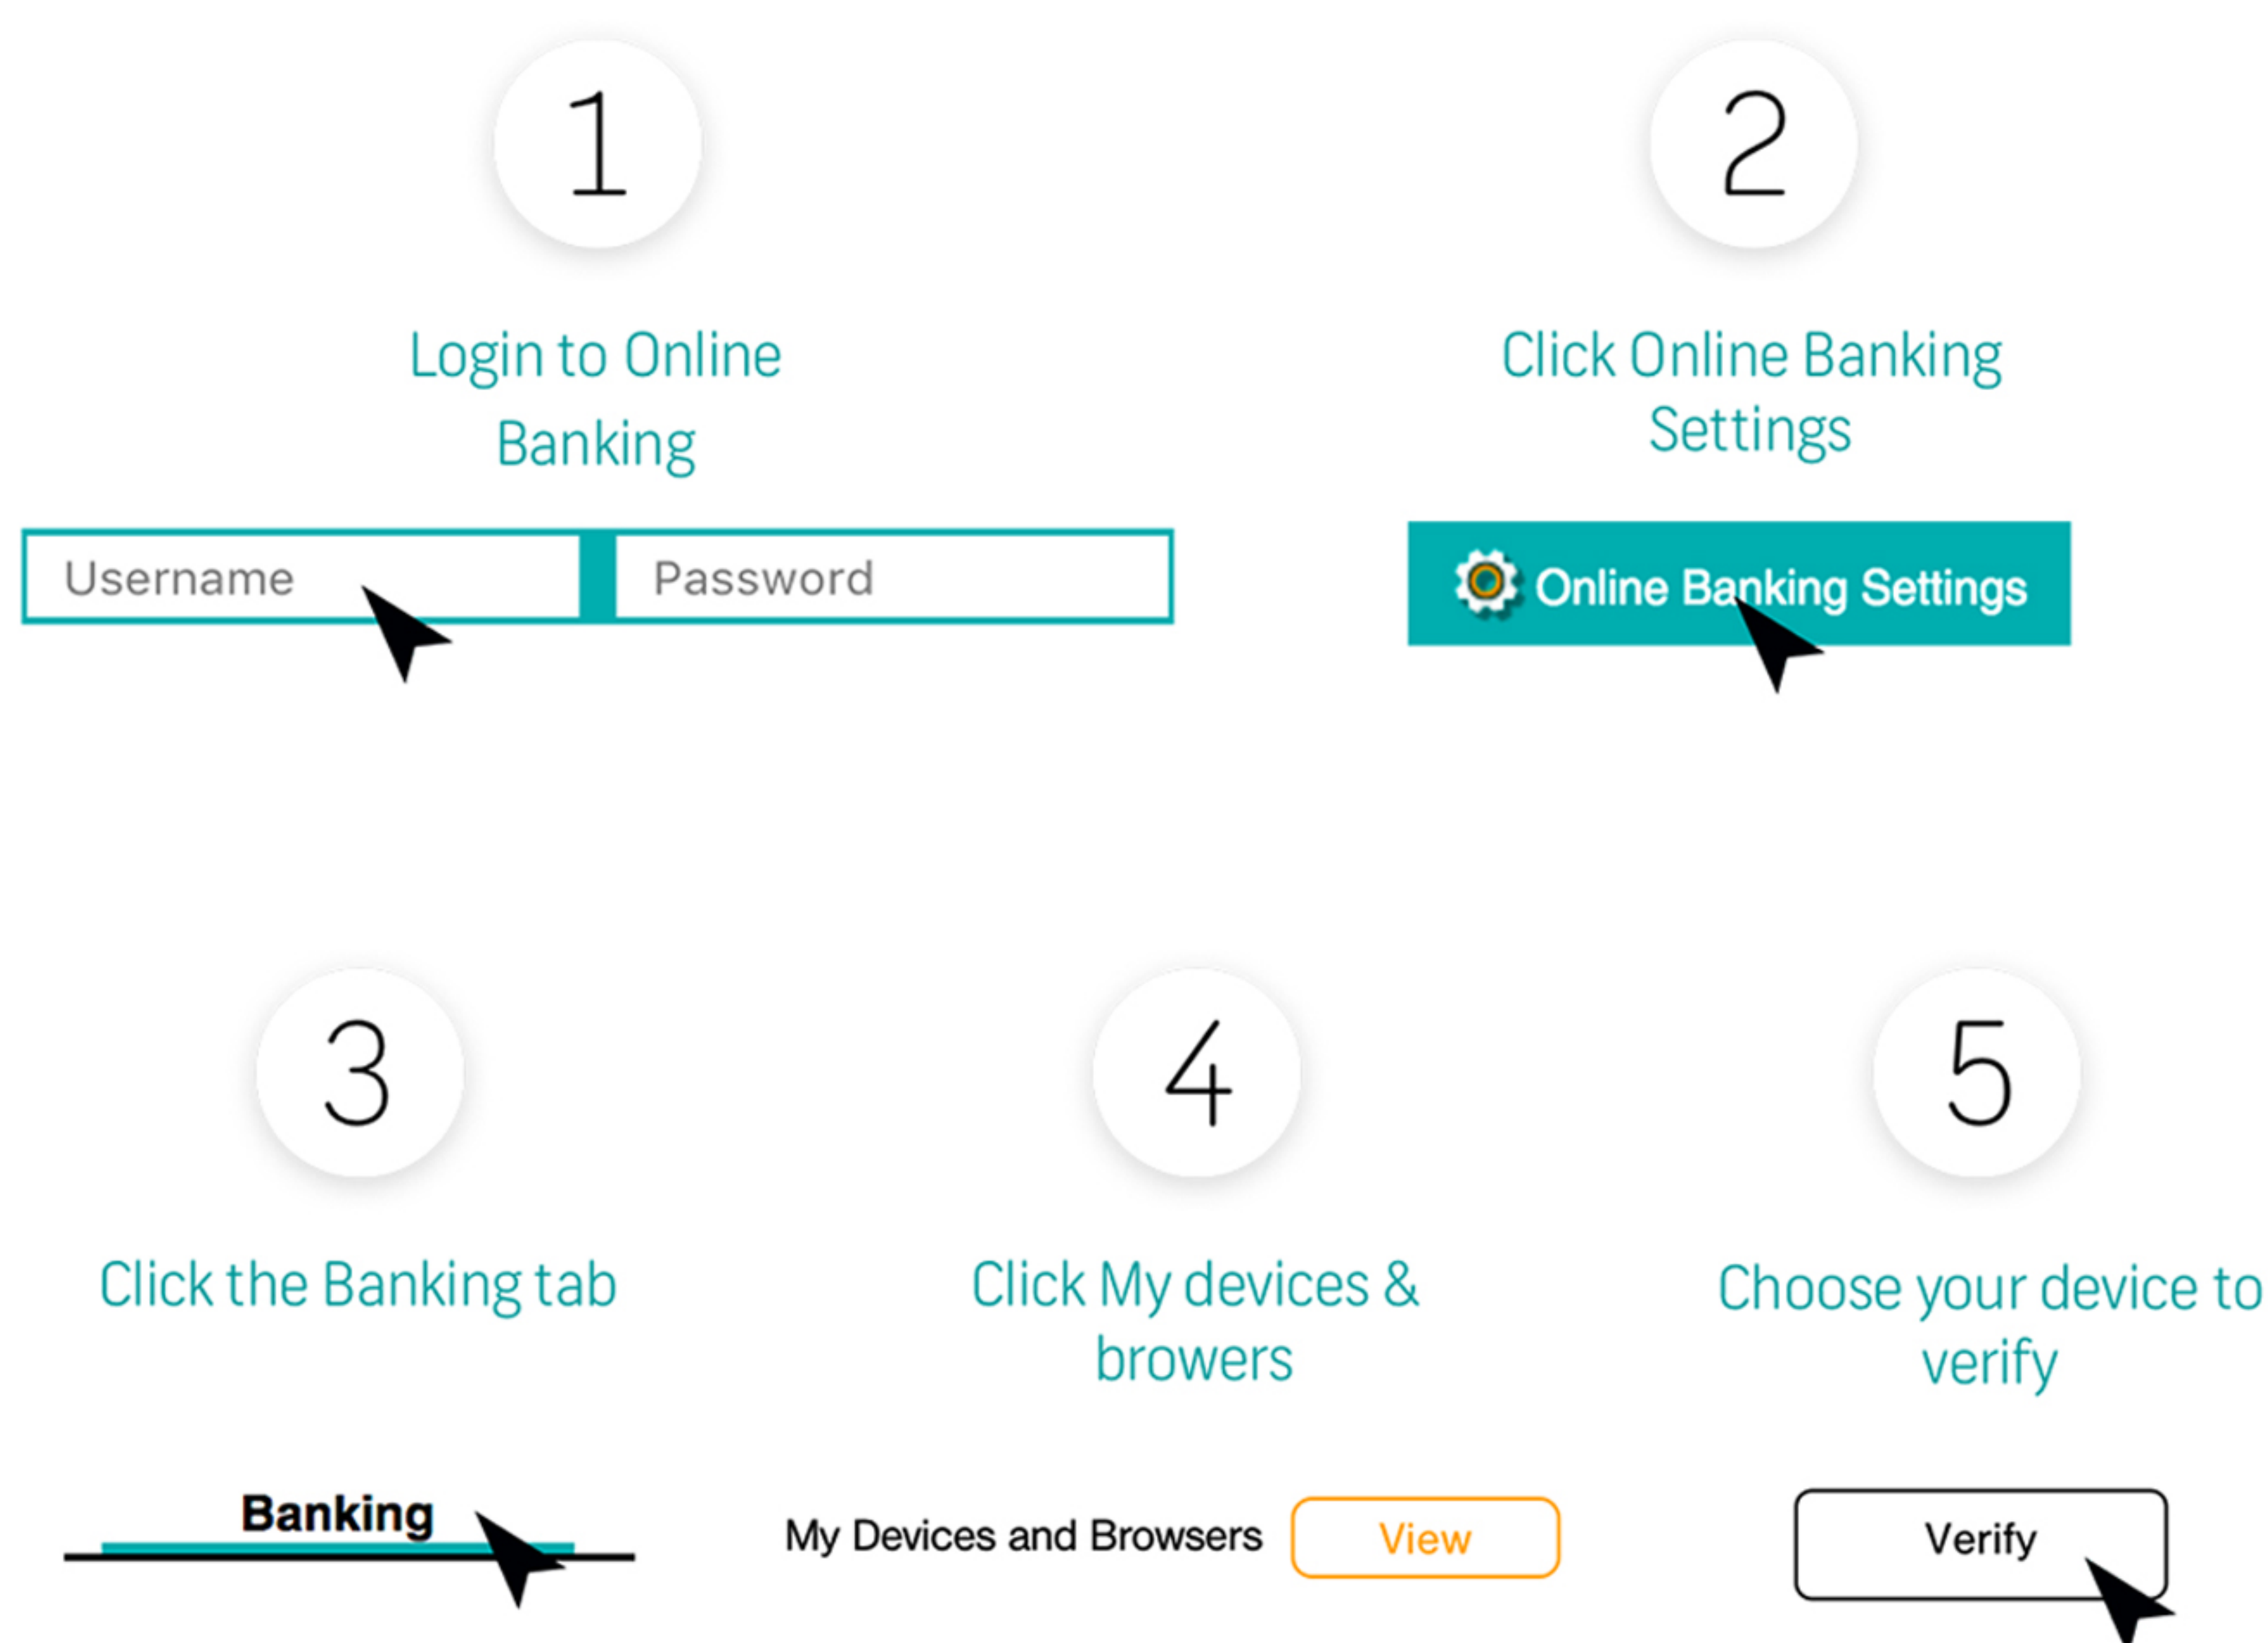 1
Login to Online
Banking
Username
Password
2
Click Online Banking
Settings
Online Banking Settings
3
Click the Banking tab
Banking
4
Click My devices &
browers
My Devices and Browsers
View
5
Choose your device to
verify
Verify